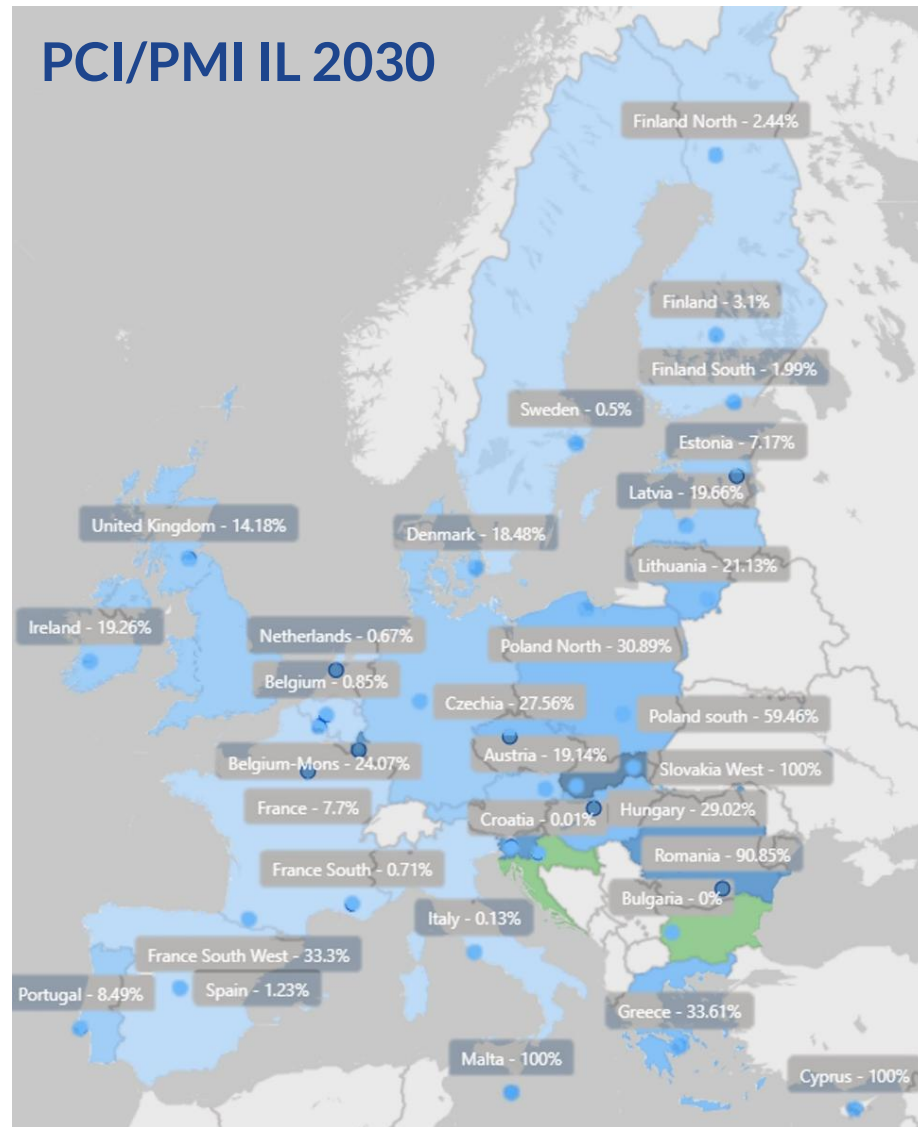 PCI/PMI IL 2030
Finland North - 2.44%
Finland - 3.1%
Finland South - 1.99%
Sweden - 0.5%
Estonia - 7.17%
Latvia - 19.66%
United Kingdom - 14.18%
Denmark - 18.48%
Lithuania - 21.13%
Ireland - 19.26%
Netherlands - 0.67%
Poland North - 30.89%
Belgium - 0.85%
Czechia - 27.56%
Poland south - 59.46%
Belgium-Mons - 24.07%
Austria - 19.14%
Slovakia West - 100%
France - 7.7%
Croatia - 0.01%
Hungary - 29.02%
Romania - 90.85%
France South - 0.71%
Bulgaria - 0%
Italy - 0.13%
France South West - 33.3%
Portugal - 8.49%
Spain - 1.23%
Greece - 33.61%
Malta - 100%
Cyprus - 100%